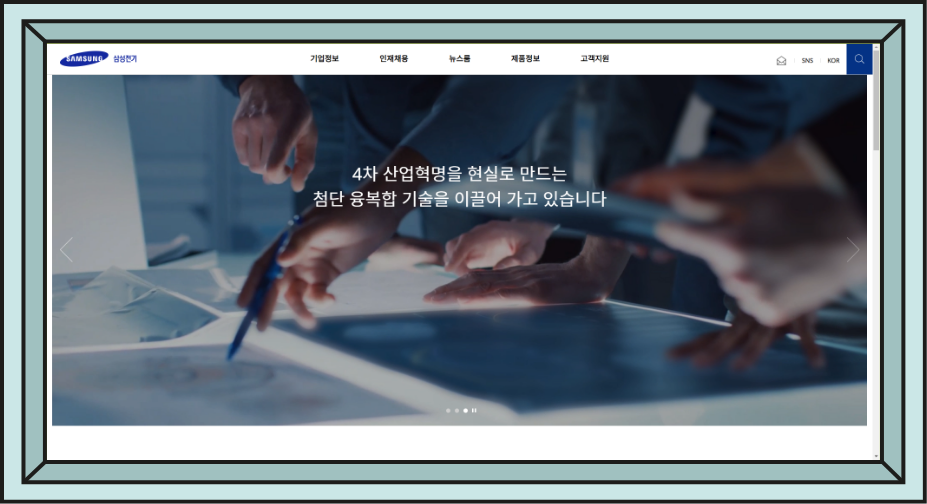 SAMSUNG 삼성전기
기업정보 인재채용 뉴스룸 제품정보 고객지원
SNS KOR
4차 산업혁명을 현실로 만드는
첨단 융복합 기술을 이끌어 가고 있습니다